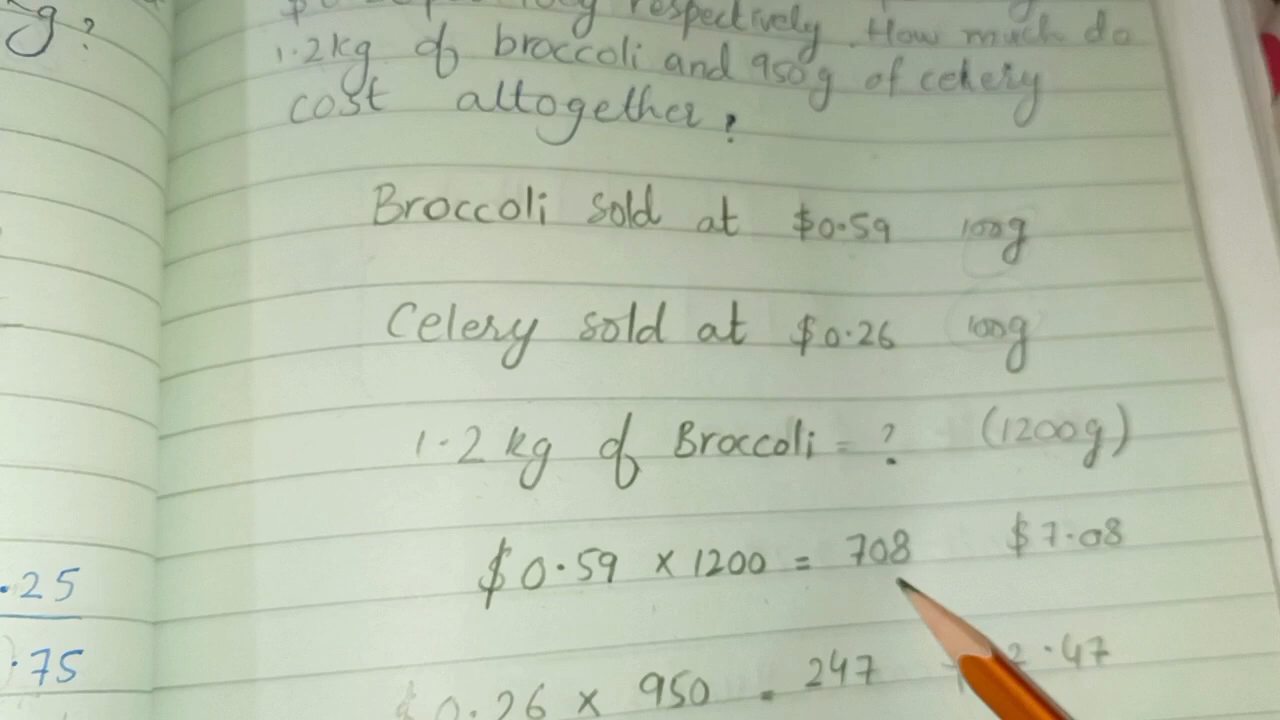 g?
respectively. How much do
1.2kg of broccoli and 950g of celery
cost altogether?
Broccoli sold at $0.59 100g
Celery sold at $0.26 100g
1.2 kg of Broccoli = ? (1200g)
$0.59 x 1200 = 708 $7.08
.25
.75
$0.26 x 950 = 247 2.47